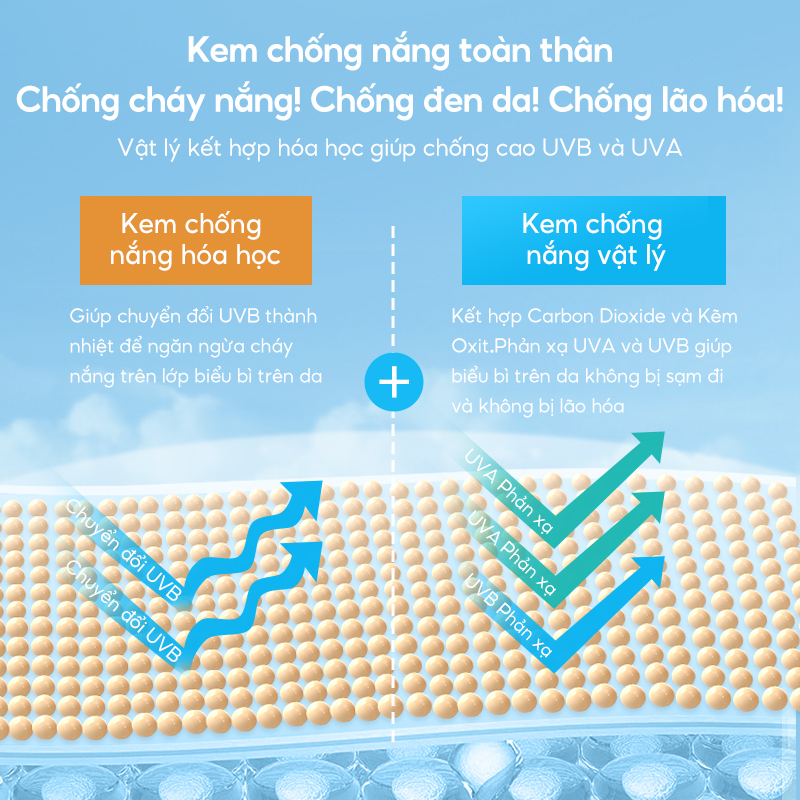 Kem chống nắng toàn thân
Chống cháy nắng! Chống đen da! Chống lão hóa!
Vật lý kết hợp hóa học giúp chống cao UVB và UVA
Kem chống
nắng hóa học
Giúp chuyển đổi UVB thành
nhiệt để ngăn ngừa cháy
nắng trên lớp biểu bì trên da
Kem chống
nắng vật lý
Kết hợp Carbon Dioxide và Kẽm
Oxit.Phản xạ UVA và UVB giúp
biểu bì trên da không bị sạm đi
và không bị lão hóa
+
Chuyển đổi UVB
Chuyển đổi UVB
UVA Phản xạ
UVA Phản xạ
UVB Phản xạ